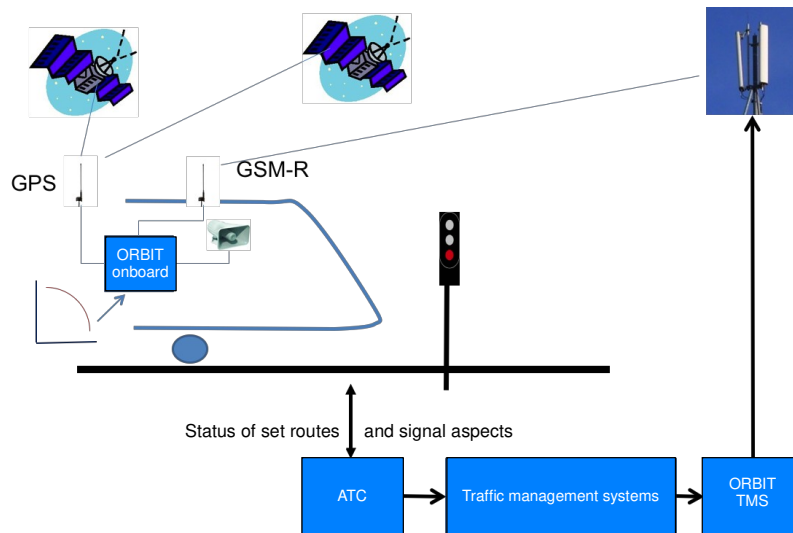 GPS
GSM-R
ORBIT
onboard
Status of set routes and signal aspects
ATC
Traffic management systems
ORBIT
TMS